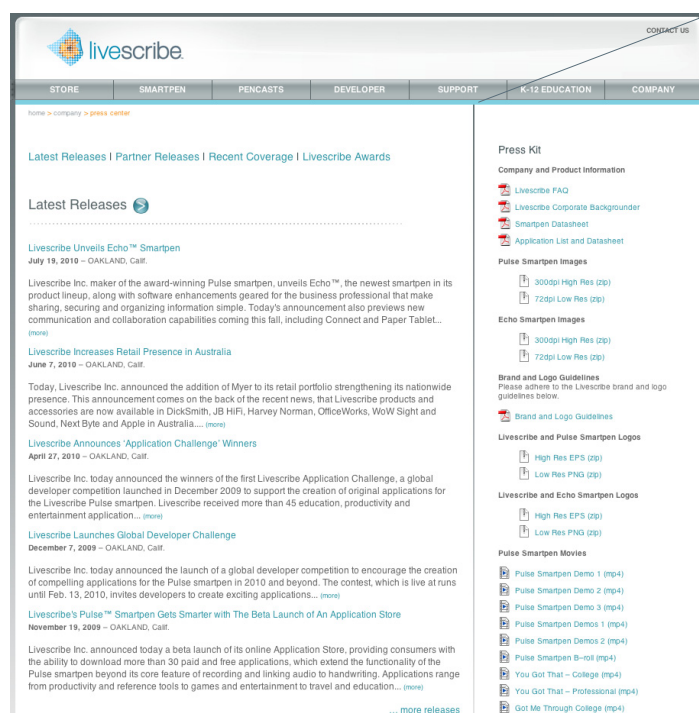 CONTACT US
livescribe
STORE SMARTPEN PENCASTS DEVELOPER SUPPORT K-12 EDUCATION COMPANY
home > company > press center
Latest Releases | Partner Releases | Recent Coverage | Livescribe Awards
Latest Releases
Livescribe Unveils Echo™ Smartpen
July 19, 2010 – OAKLAND, Calif.
Livescribe Inc. maker of the award-winning Pulse smartpen, unveils Echo™, the newest smartpen in its
product lineup, along with software enhancements geared for the business professional that make
sharing, securing and organizing information simple. Today's announcement also previews new
communication and collaboration capabilities coming this fall, including Connect and Paper Tablet...
(more)
Livescribe Increases Retail Presence in Australia
June 7, 2010 – OAKLAND, Calif.
Today, Livescribe Inc. announced the addition of Myer to its retail portfolio strengthening its nationwide
presence. This announcement comes on the back of the recent news, that Livescribe products and
accessories are now available in DickSmith, JB HiFi, Harvey Norman, OfficeWorks, WoW Sight and
Sound, Next Byte and Apple in Australia.... (more)
Livescribe Announces ‘Application Challenge’ Winners
April 27, 2010 – OAKLAND, Calif.
Livescribe Inc. today announced the winners of the first Livescribe Application Challenge, a global
developer competition launched in December 2009 to support the creation of original applications for
the Livescribe Pulse smartpen. Livescribe received more than 45 education, productivity and
entertainment application... (more)
Livescribe Launches Global Developer Challenge
December 7, 2009 – OAKLAND, Calif.
Livescribe Inc. today announced the launch of a global developer competition to encourage the creation
of compelling applications for the Pulse smartpen in 2010 and beyond. The contest, which is live at runs
until Feb. 13, 2010, invites developers to create exciting applications... (more)
Livescribe's Pulse™ Smartpen Gets Smarter with The Beta Launch of An Application Store
November 19, 2009 – OAKLAND, Calif.
Livescribe Inc. announced today a beta launch of its online Application Store, providing consumers with
the ability to download more than 30 paid and free applications, which extend the functionality of the
Pulse smartpen beyond its core feature of recording and linking audio to handwriting. Applications range
from productivity and reference tools to games and entertainment to travel and education... (more)
.... more releases
Press Kit
Company and Product Information
Livescribe FAQ
Livescribe Corporate Backgrounder
Smartpen Datasheet
Application List and Datasheet
Pulse Smartpen Images
300dpi High Res (zip)
72dpi Low Res (zip)
Echo Smartpen Images
300dpi High Res (zip)
72dpi Low Res (zip)
Brand and Logo Guidelines
Please adhere to the Livescribe brand and logo
guidelines below.
Brand and Logo Guidelines
Livescribe and Pulse Smartpen Logos
High Res EPS (zip)
Low Res PNG (zip)
Livescribe and Echo Smartpen Logos
High Res EPS (zip)
Low Res PNG (zip)
Pulse Smartpen Movies
Pulse Smartpen Demo 1 (mp4)
Pulse Smartpen Demo 2 (mp4)
Pulse Smartpen Demo 3 (mp4)
Pulse Smartpen Demos 1 (mp4)
Pulse Smartpen Demos 2 (mp4)
Pulse Smartpen B–roll (mp4)
You Got That – College (mp4)
You Got That – Professional (mp4)
Got Me Through College (mp4)